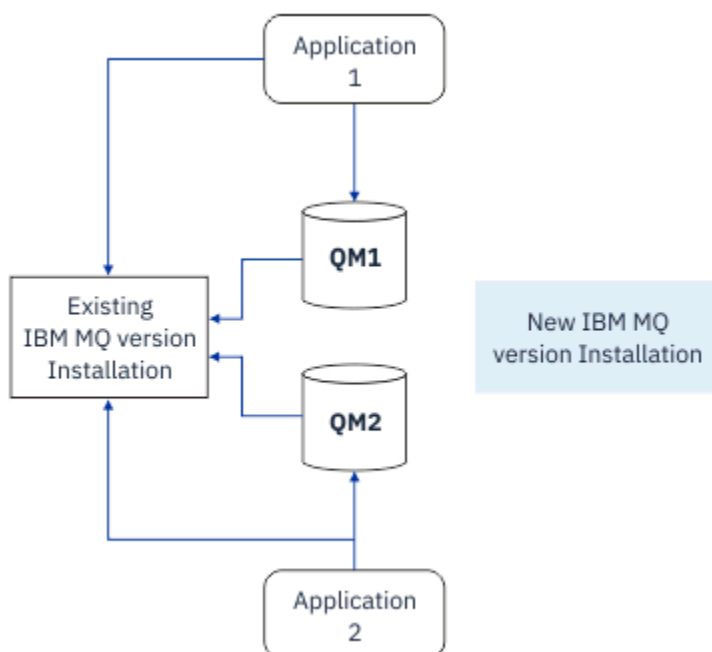 Application
1
QM1
Existing
IBM MQ version
Installation
New IBM MQ
version Installation
QM2
Application
2